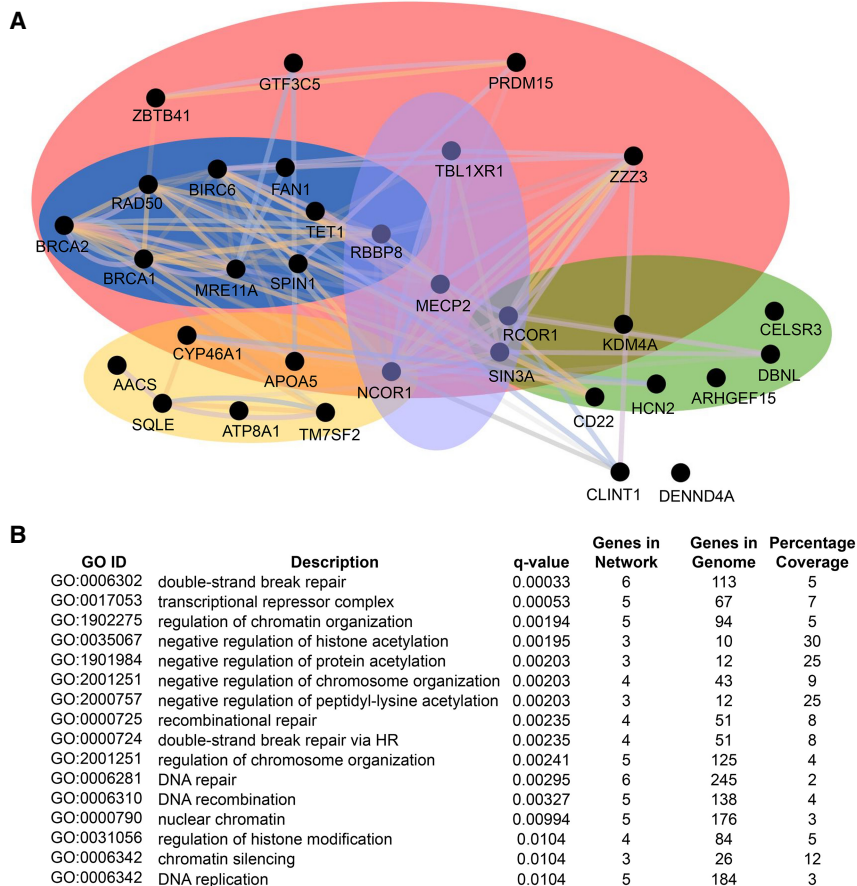 A
GTF3C5
PRDM15
ZBTB41
TBL1XR1
ZZZ3
BIRC6
FAN1
RAD50
TET1
BRCA2
RBBP8
BRCA1
MRE11A
SPIN1
MECP2
RCOR1
KDM4A
CELSR3
CYP46A1
SIN3A
APOA5
DBNL
AACS
NCOR1
HCN2
ARHGEF15
SQLE
ATP8A1
TM7SF2
CD22
CLINT1
DENND4A
B
Genes in Genes in Percentage
GO ID Description q-value Network Genome Coverage
GO:0006302 double-strand break repair 0.00033 6 113 5
GO:0017053 transcriptional repressor complex 0.00053 5 67 7
GO:1902275 regulation of chromatin organization 0.00194 5 94 5
GO:0035067 negative regulation of histone acetylation 0.00195 3 10 30
GO:1901984 negative regulation of protein acetylation 0.00203 3 12 25
GO:2001251 negative regulation of chromosome organization 0.00203 4 43 9
GO:2000757 negative regulation of peptidyl-lysine acetylation 0.00203 3 12 25
GO:0000725 recombinational repair 0.00235 4 51 8
GO:0000724 double-strand break repair via HR 0.00235 4 51 8
GO:2001251 regulation of chromosome organization 0.00241 5 125 4
GO:0006281 DNA repair 0.00295 6 245 2
GO:0006310 DNA recombination 0.00327 5 138 4
GO:0000790 nuclear chromatin 0.00994 5 176 3
GO:0031056 regulation of histone modification 0.0104 4 84 5
GO:0006342 chromatin silencing 0.0104 3 26 12
GO:0006342 DNA replication 0.0104 5 184 3